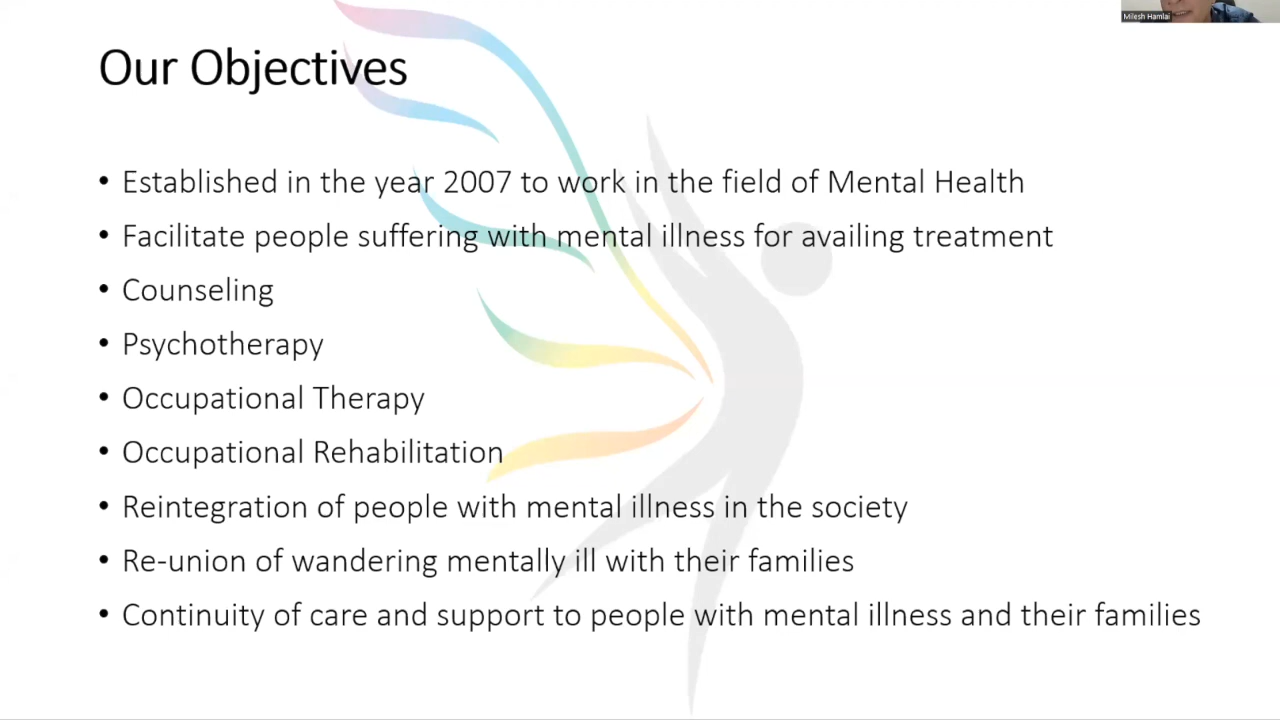 Milesh Hamlai
Our Objectives
• Established in the year 2007 to work in the field of Mental Health
• Facilitate people suffering with mental illness for availing treatment
• Counseling
• Psychotherapy
• Occupational Therapy
• Occupational Rehabilitation
• Reintegration of people with mental illness in the society
• Re-union of wandering mentally ill with their families
• Continuity of care and support to people with mental illness and their families